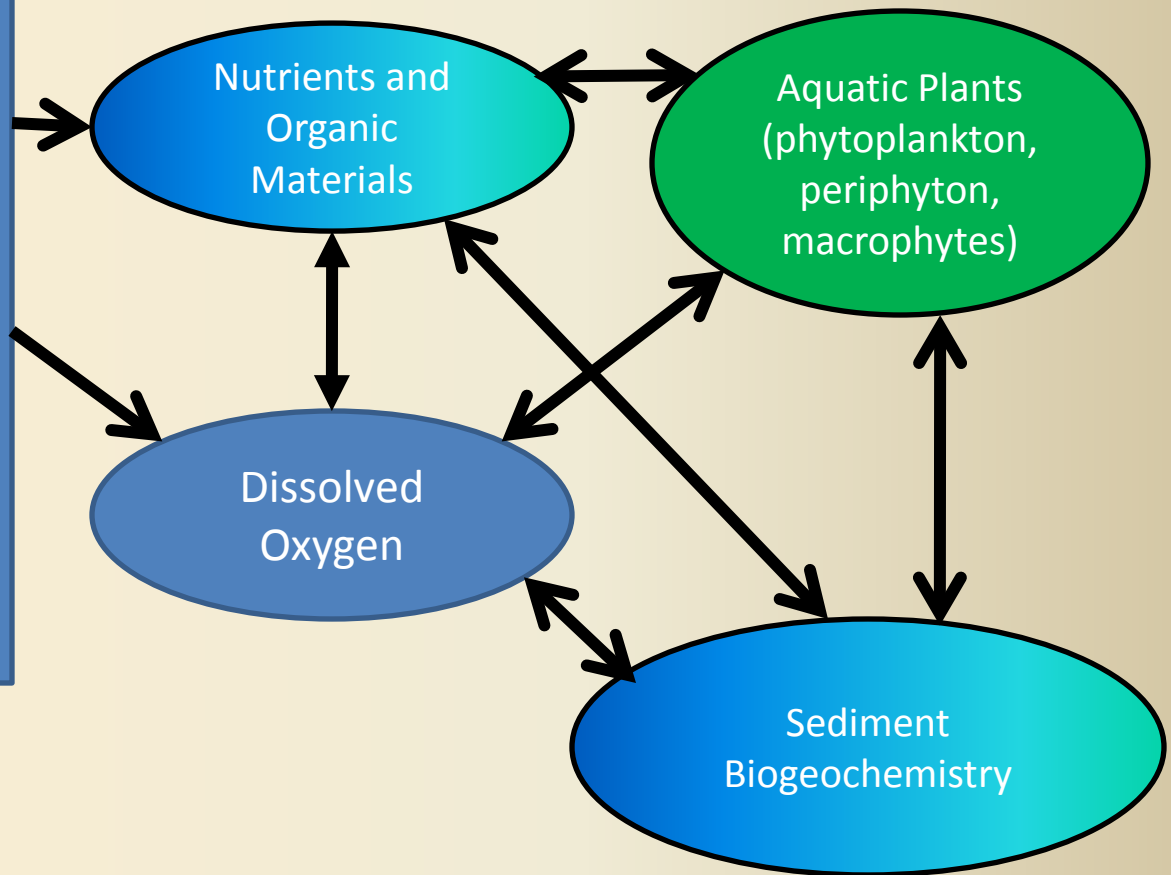 Nutrients and
Organic
Materials
Aquatic Plants
(phytoplankton,
periphyton,
macrophytes)
Dissolved
Oxygen
Sediment
Biogeochemistry